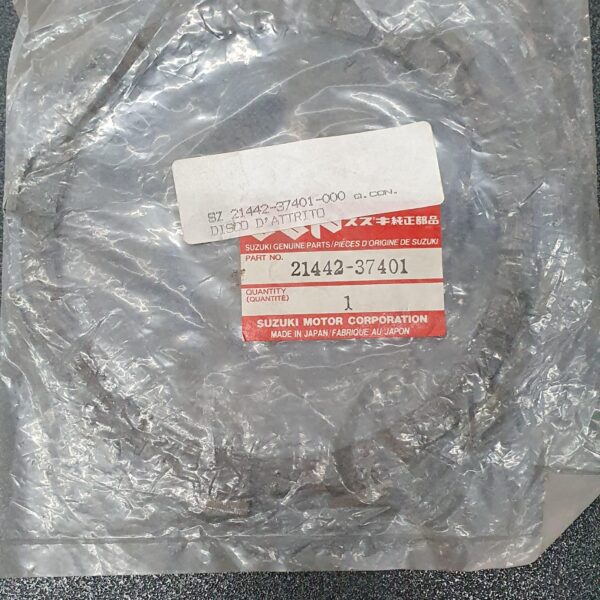 SZ 21442-37401-000 Q.CON.
DISCO D'ATTRITO
スズキ純正部品
SUZUKI GENUINE PARTS/PIÈCES D'ORIGINE DE SUZUKI
PART NO. 21442-37401
QUANTITY
(QUANTITÉ) 1
SUZUKI MOTOR CORPORATION
MADE IN JAPAN/FABRIQUE AU JAPON